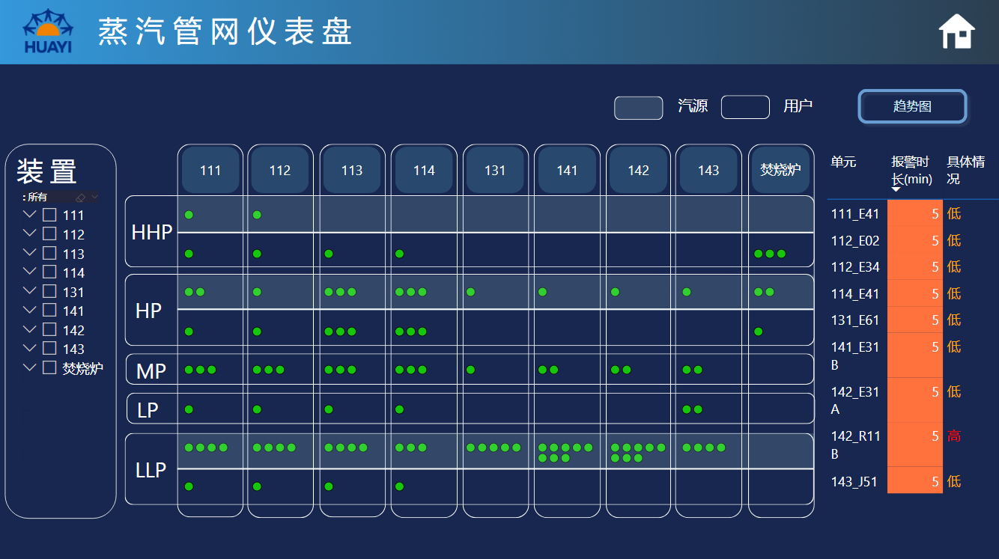 HUAYI
蒸汽管网仪表盘
汽源
用户
趋势图
装置
: 所有
111
112
113
114
131
141
142
143
焚烧炉
111
112
113
114
131
141
142
143
焚烧炉
HHP
HP
MP
LP
LLP
单元 报警时长(min) 具体情况
111_E41 5 低
112_E02 5 低
112_E34 5 低
114_E41 5 低
131_E61 5 低
141_E31B 5 低
142_E31A 5 低
142_R11B 5 高
143_J51 5 低